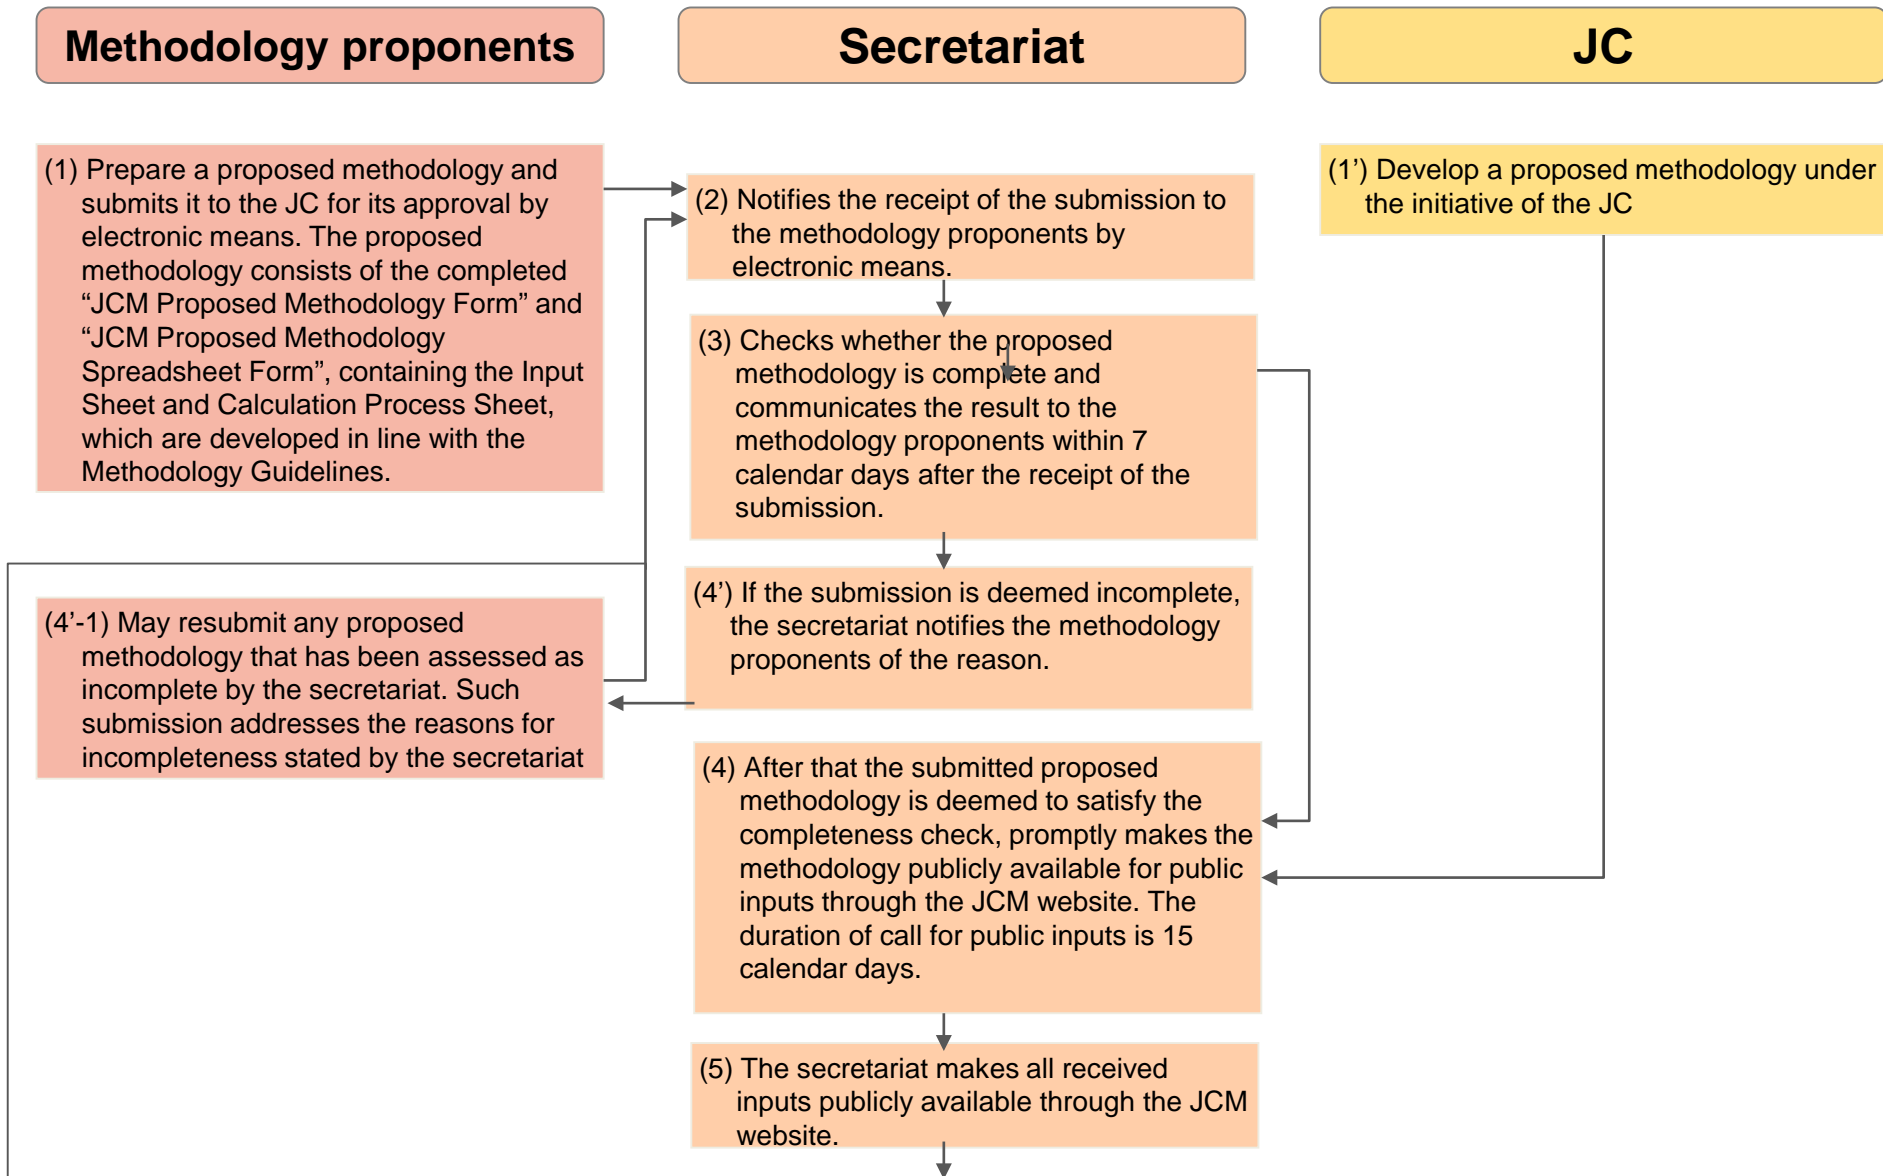 Methodology proponents
Secretariat
JC
(1) Prepare a proposed methodology and
submits it to the JC for its approval by
electronic means. The proposed
methodology consists of the completed
“JCM Proposed Methodology Form” and
“JCM Proposed Methodology
Spreadsheet Form”, containing the Input
Sheet and Calculation Process Sheet,
which are developed in line with the
Methodology Guidelines.
(2) Notifies the receipt of the submission to
the methodology proponents by
electronic means.
(1’) Develop a proposed methodology under
the initiative of the JC
(3) Checks whether the proposed
methodology is complete and
communicates the result to the
methodology proponents within 7
calendar days after the receipt of the
submission.
(4’) If the submission is deemed incomplete,
the secretariat notifies the methodology
proponents of the reason.
(4’-1) May resubmit any proposed
methodology that has been assessed as
incomplete by the secretariat. Such
submission addresses the reasons for
incompleteness stated by the secretariat
(4) After that the submitted proposed
methodology is deemed to satisfy the
completeness check, promptly makes the
methodology publicly available for public
inputs through the JCM website. The
duration of call for public inputs is 15
calendar days.
(5) The secretariat makes all received
inputs publicly available through the JCM
website.